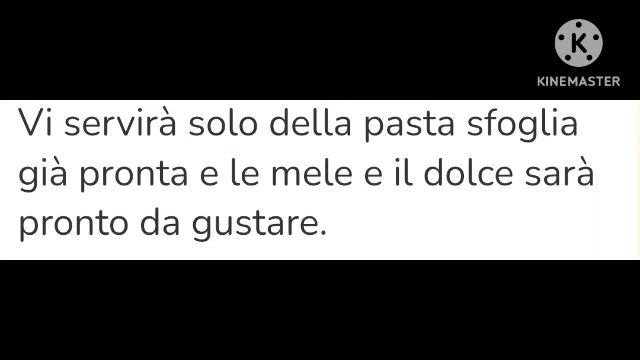 KINEMASTER
Vi servirà solo della pasta sfoglia
già pronta e le mele e il dolce sarà
pronto da gustare.